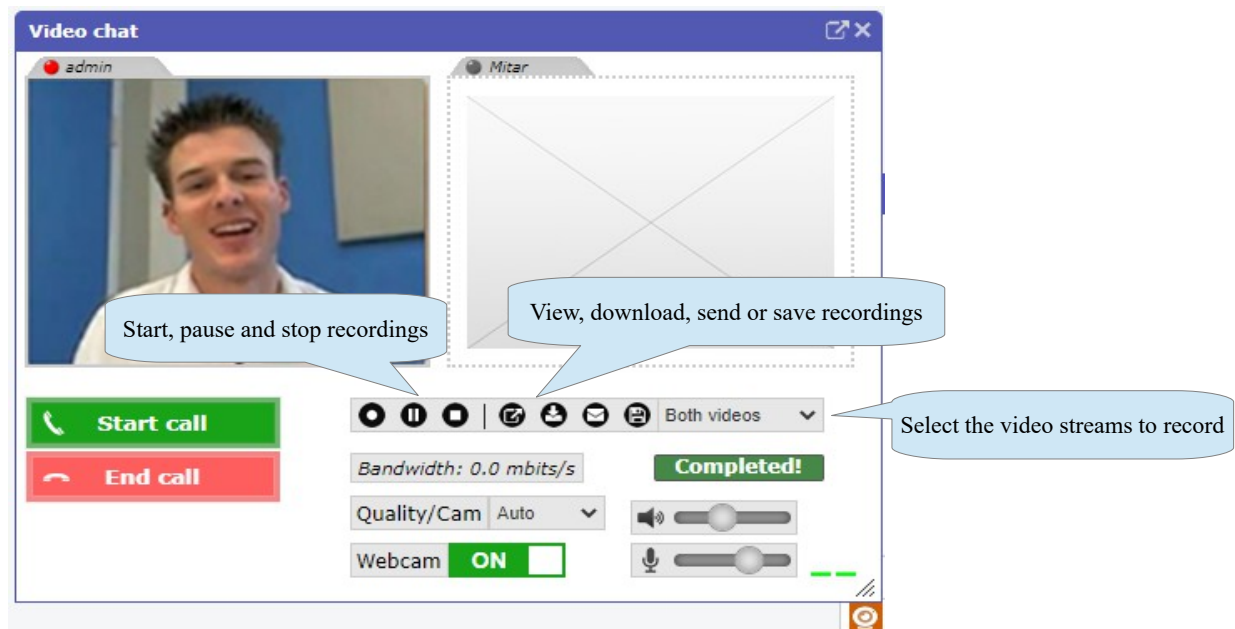 Video chat
admin
Mitar
Start, pause and stop recordings
View, download, send or save recordings
Start call
Both videos
Select the video streams to record
End call
Bandwidth: 0.0 mbits/s
Completed!
Quality/Cam Auto
Webcam ON